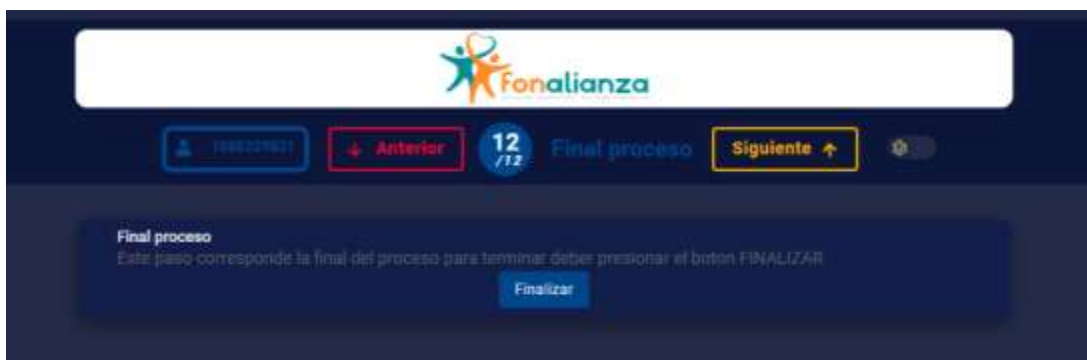 Fonalianza
Anterior 12/12 Final proceso Siguiente
Final proceso
Este paso corresponde la final del proceso para terminar deber presionar el boton FINALIZAR
Finalizar